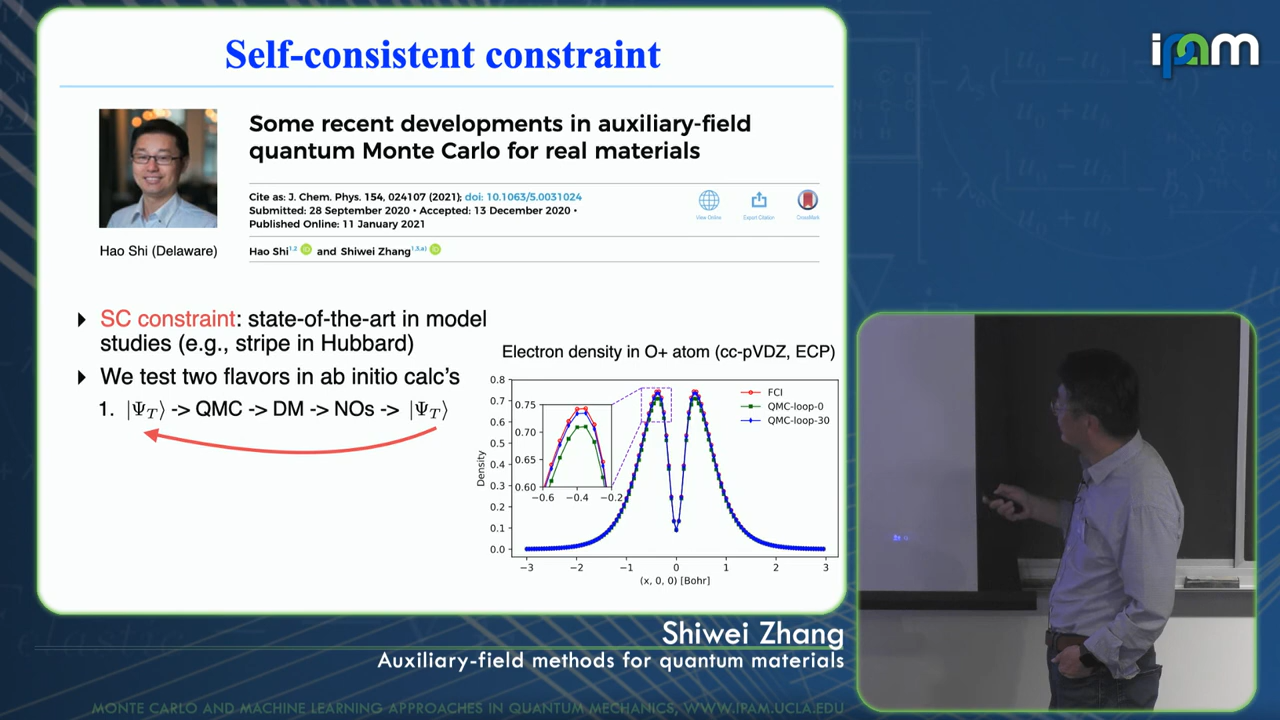 Self-consistent constraint
ipam
Some recent developments in auxiliary-field
quantum Monte Carlo for real materials
Cite as: J. Chem. Phys. 154, 024107 (2021); doi: 10.1063/5.0031024
Submitted: 28 September 2020 • Accepted: 13 December 2020 •
Published Online: 11 January 2021
View Online
Export Citation
CrossMark
Hao Shi (Delaware)
Hao Shi1,2 iD and Shiwei Zhang1,3,a) iD
SC constraint: state-of-the-art in model
studies (e.g., stripe in Hubbard)
We test two flavors in ab initio calc's
1. |Ψ_T⟩ -> QMC -> DM -> NOs -> |Ψ_T⟩
Electron density in O+ atom (cc-pVDZ, ECP)
0.8
0.7
0.6
0.5
0.4
0.3
0.2
0.1
0.0
Density
0.75
0.70
0.65
0.60
−0.6 −0.4 −0.2
FCI
QMC-loop-0
QMC-loop-30
−3 −2 −1 0 1 2 3
(x, 0, 0) [Bohr]
Shiwei Zhang
Auxiliary-field methods for quantum materials
MONTE CARLO AND MACHINE LEARNING APPROACHES IN QUANTUM MECHANICS, WWW.IPAM.UCLA.EDU